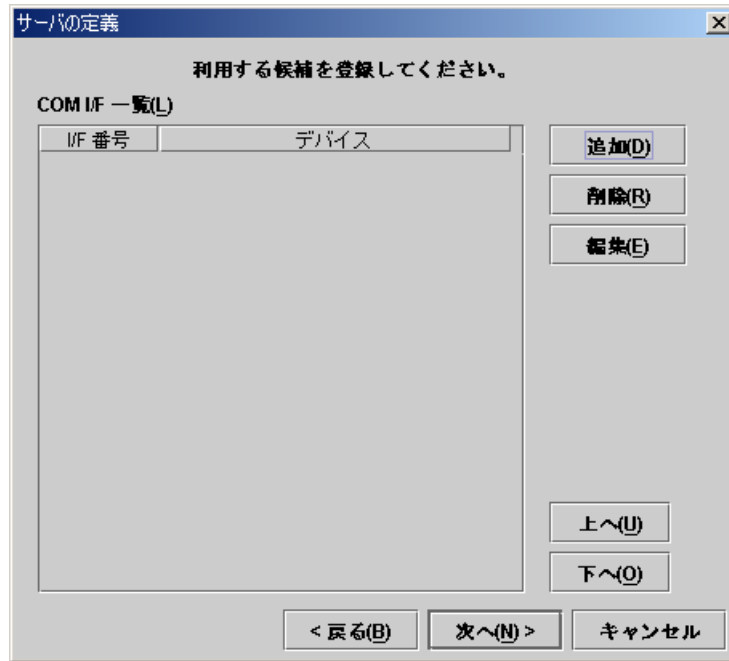 サーバの定義
利用する候補を登録してください。
COM I/F 一覧(L)
I/F 番号 デバイス
追加(D)
削除(R)
編集(E)
上へ(U)
下へ(O)
< 戻る(B) 次へ(N) > キャンセル